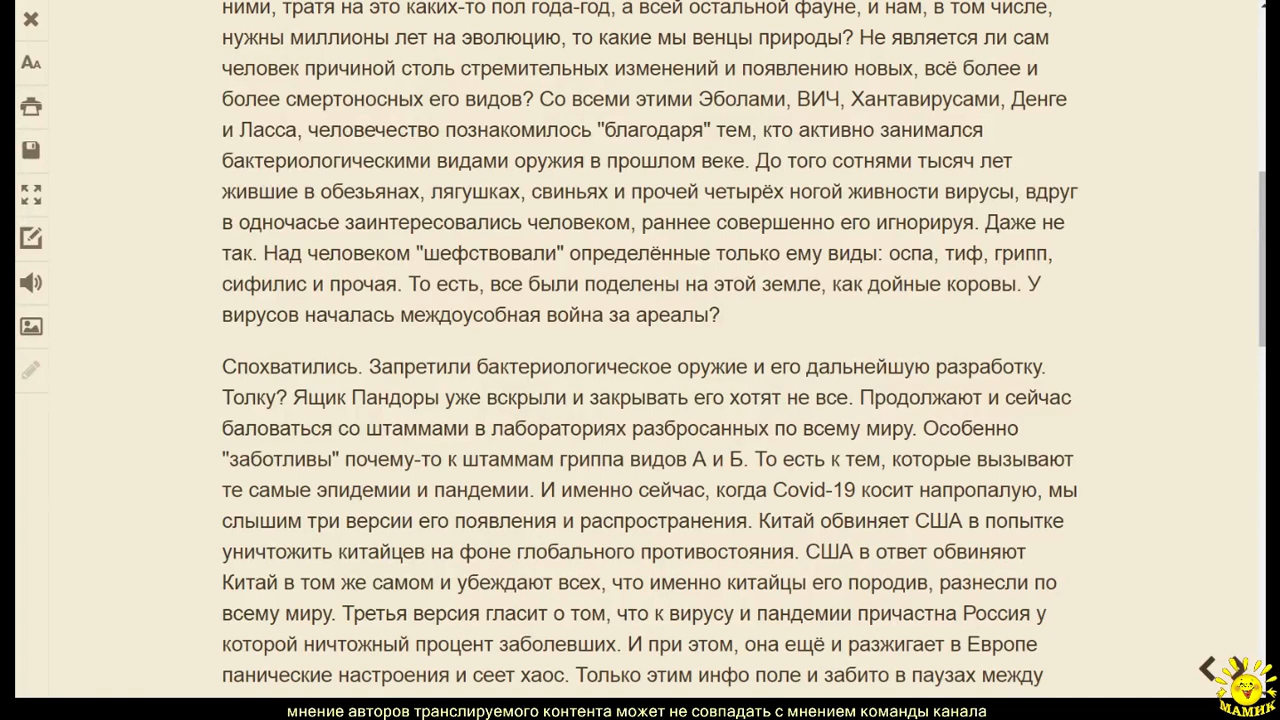 ними, тратя на это каких-то пол года-год, а всей остальной фауне, и нам, в том числе,
нужны миллионы лет на эволюцию, то какие мы венцы природы? Не является ли сам
человек причиной столь стремительных изменений и появлению новых, всё более и
более смертоносных его видов? Со всеми этими Эболами, ВИЧ, Хантавирусами, Денге
и Ласса, человечество познакомилось "благодаря" тем, кто активно занимался
бактериологическими видами оружия в прошлом веке. До того сотнями тысяч лет
жившие в обезьянах, лягушках, свиньях и прочей четырёх ногой живности вирусы, вдруг
в одночасье заинтересовались человеком, раннее совершенно его игнорируя. Даже не
так. Над человеком "шефствовали" определённые только ему виды: оспа, тиф, грипп,
сифилис и прочая. То есть, все были поделены на этой земле, как дойные коровы. У
вирусов началась междоусобная война за ареалы?
Спохватились. Запретили бактериологическое оружие и его дальнейшую разработку.
Толку? Ящик Пандоры уже вскрыли и закрывать его хотят не все. Продолжают и сейчас
баловаться со штаммами в лабораториях разбросанных по всему миру. Особенно
"заботливы" почему-то к штаммам гриппа видов А и Б. То есть к тем, которые вызывают
те самые эпидемии и пандемии. И именно сейчас, когда Covid-19 косит напропалую, мы
слышим три версии его появления и распространения. Китай обвиняет США в попытке
уничтожить китайцев на фоне глобального противостояния. США в ответ обвиняют
Китай в том же самом и убеждают всех, что именно китайцы его породив, разнесли по
всему миру. Третья версия гласит о том, что к вирусу и пандемии причастна Россия у
которой ничтожный процент заболевших. И при этом, она ещё и разжигает в Европе
панические настроения и сеет хаос. Только этим инфо поле и забито в паузах между
МАМИК
мнение авторов транслируемого контента может не совпадать с мнением команды канала